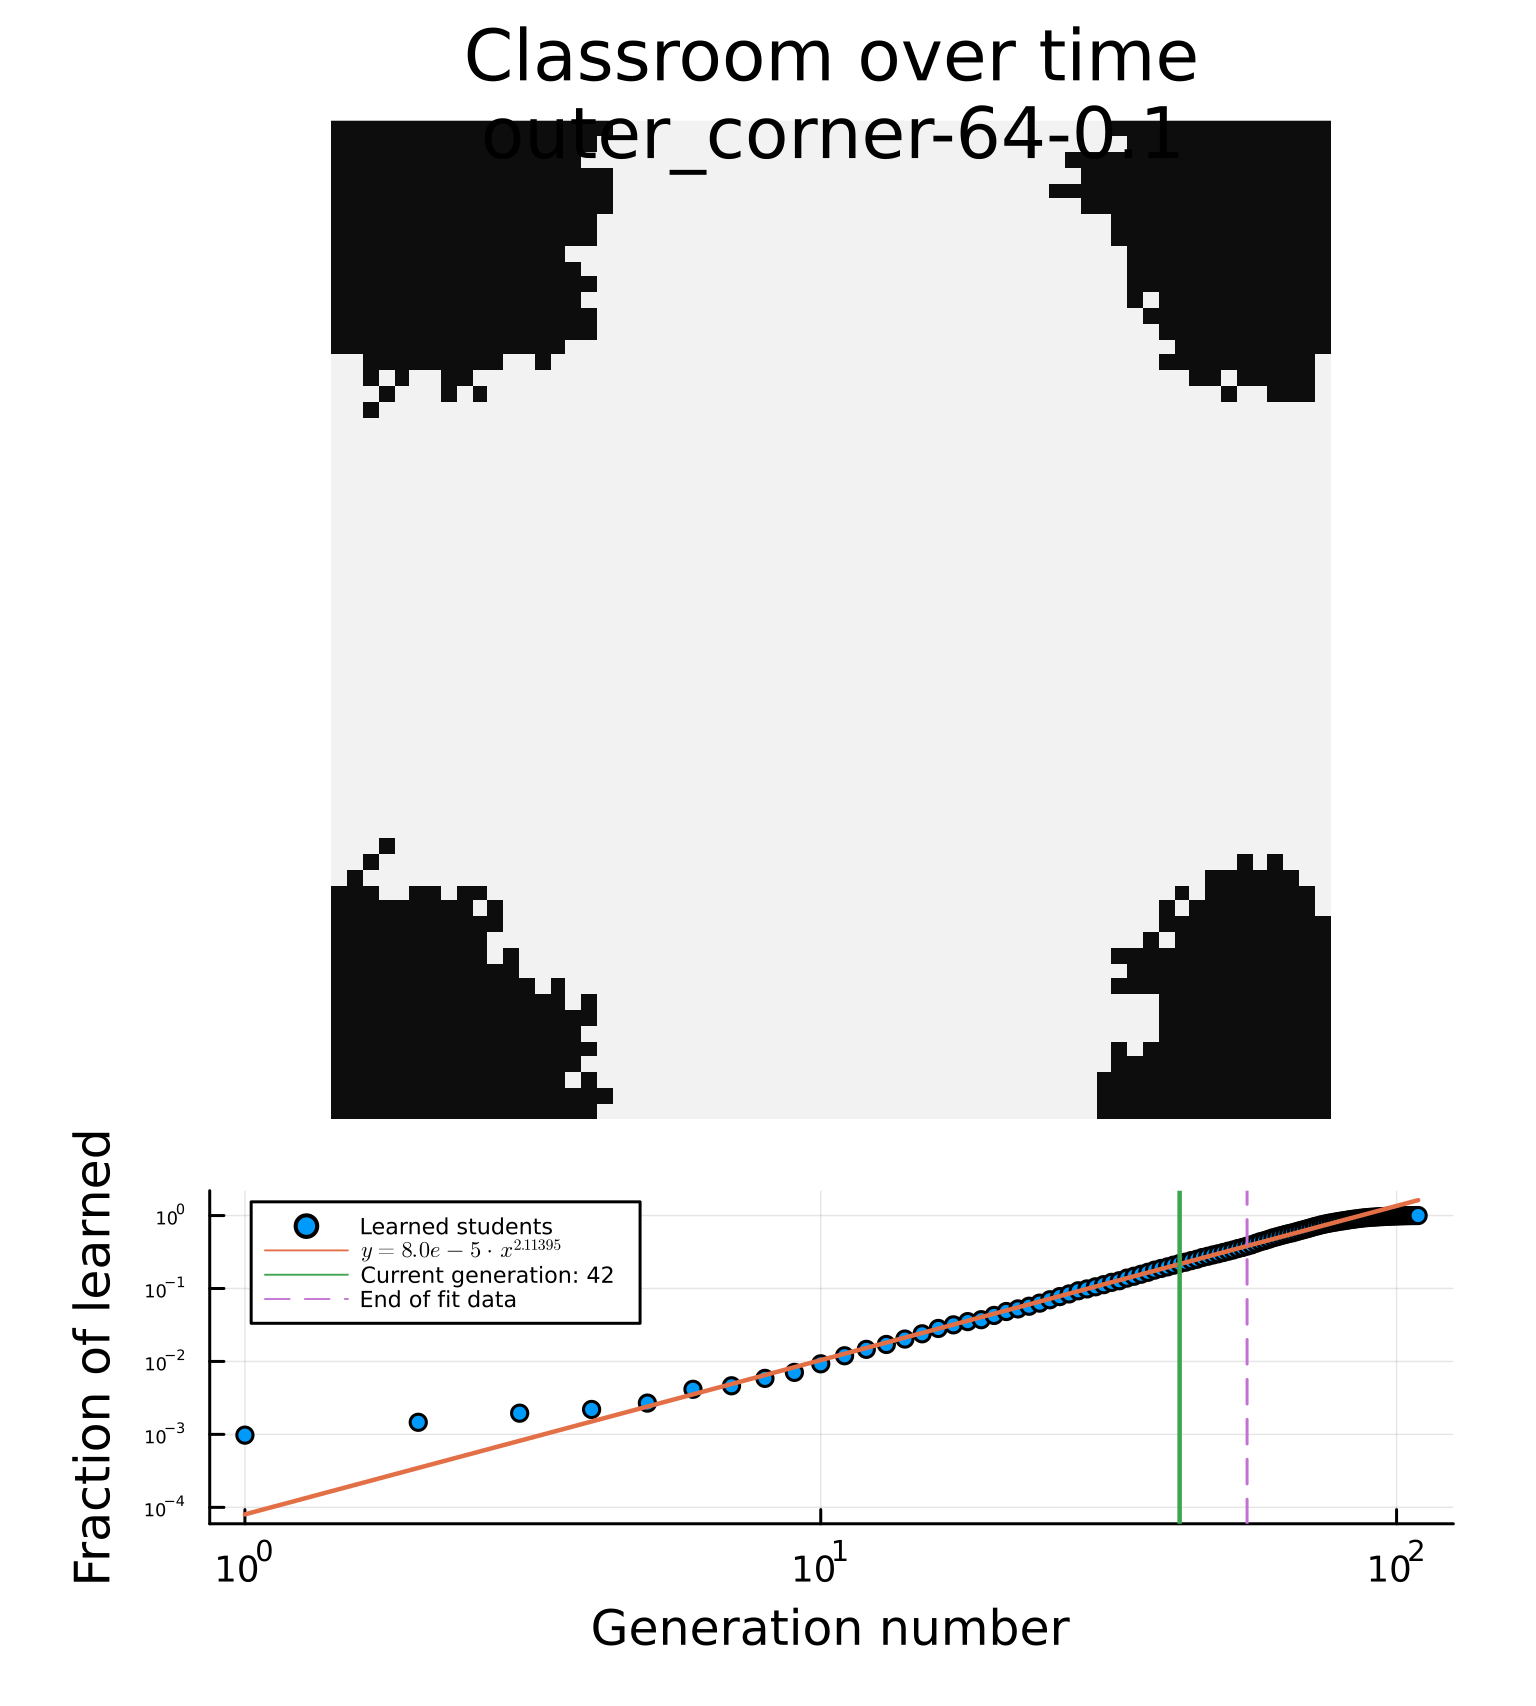 Classroom over time
outer_corner-64-0.1
Fraction of learned
10^0
10^−1
10^−2
10^−3
10^−4
Learned students
y = 8.0e − 5 · x^2.11395
Current generation: 42
End of fit data
10^0 10^1 10^2
Generation number